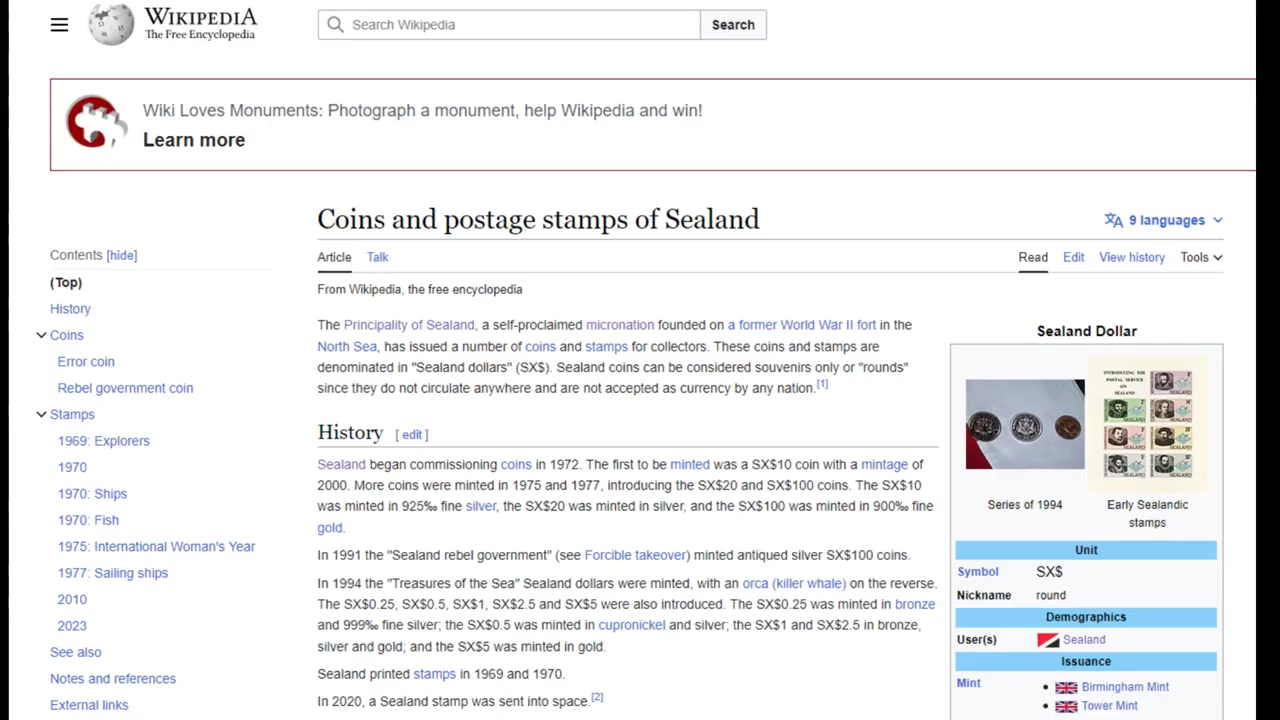 WIKIPEDIA
The Free Encyclopedia
Search Wikipedia
Search
Wiki Loves Monuments: Photograph a monument, help Wikipedia and win!
Learn more
Coins and postage stamps of Sealand
9 languages
Contents [hide]
(Top)
History
Coins
Error coin
Rebel government coin
Stamps
1969: Explorers
1970
1970: Ships
1970: Fish
1975: International Woman's Year
1977: Sailing ships
2010
2023
See also
Notes and references
External links
Article Talk
Read Edit View history Tools
From Wikipedia, the free encyclopedia
The Principality of Sealand, a self-proclaimed micronation founded on a former World War II fort in the
North Sea, has issued a number of coins and stamps for collectors. These coins and stamps are
denominated in "Sealand dollars" (SX$). Sealand coins can be considered souvenirs only or "rounds"
since they do not circulate anywhere and are not accepted as currency by any nation.[1]
History [ edit ]
Sealand began commissioning coins in 1972. The first to be minted was a SX$10 coin with a mintage of
2000. More coins were minted in 1975 and 1977, introducing the SX$20 and SX$100 coins. The SX$10
was minted in 925‰ fine silver, the SX$20 was minted in silver, and the SX$100 was minted in 900‰ fine
gold.
In 1991 the "Sealand rebel government" (see Forcible takeover) minted antiqued silver SX$100 coins.
In 1994 the "Treasures of the Sea" Sealand dollars were minted, with an orca (killer whale) on the reverse.
The SX$0.25, SX$0.5, SX$1, SX$2.5 and SX$5 were also introduced. The SX$0.25 was minted in bronze
and 999‰ fine silver; the SX$0.5 was minted in cupronickel and silver; the SX$1 and SX$2.5 in bronze,
silver and gold; and the SX$5 was minted in gold.
Sealand printed stamps in 1969 and 1970.
In 2020, a Sealand stamp was sent into space.[2]
Sealand Dollar
INTRODUCING THE
POSTAL SERVICE
ON
SEALAND
Series of 1994
Early Sealandic
stamps
Unit
Symbol SX$
Nickname round
Demographics
User(s) Sealand
Issuance
Mint
• Birmingham Mint
• Tower Mint